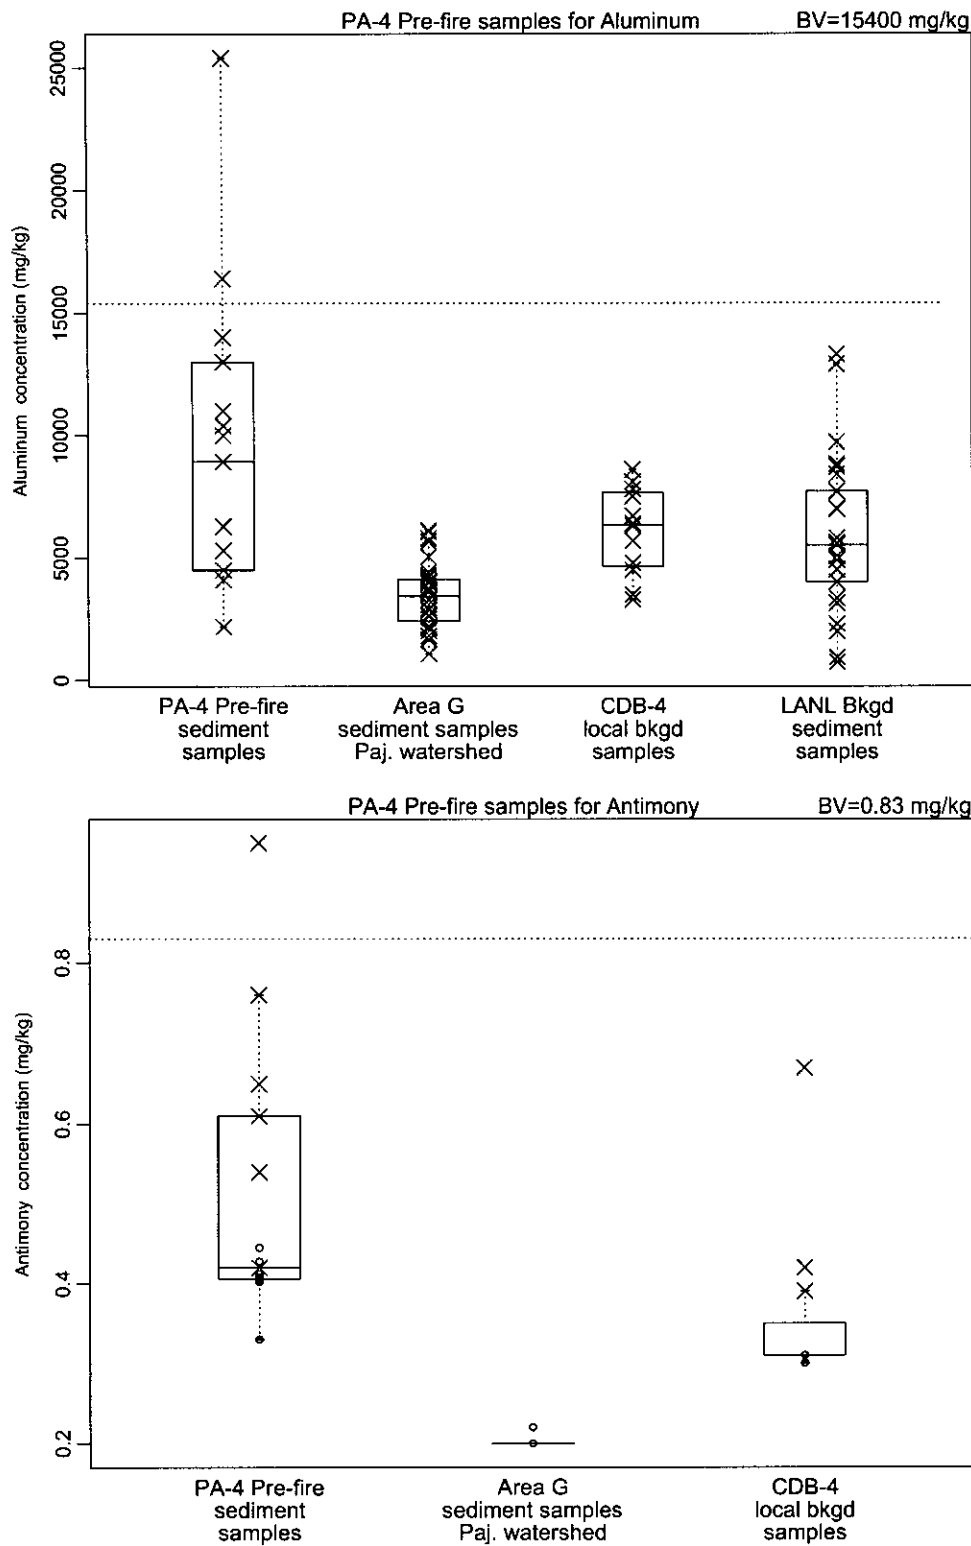 PA-4 Pre-fire samples for Aluminum BV=15400 mg/kg
25000
20000
15000
10000
5000
0
Aluminum concentration (mg/kg)
PA-4 Pre-fire
sediment
samples
Area G
sediment samples
Paj. watershed
CDB-4
local bkgd
samples
LANL Bkgd
sediment
samples
PA-4 Pre-fire samples for Antimony BV=0.83 mg/kg
0.8
0.6
0.4
0.2
Antimony concentration (mg/kg)
PA-4 Pre-fire
sediment
samples
Area G
sediment samples
Paj. watershed
CDB-4
local bkgd
samples